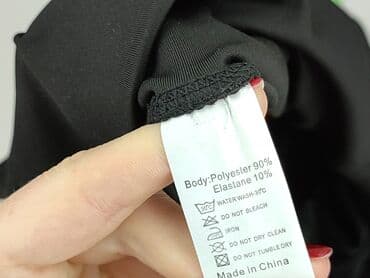 Body:Polyester 90%
Elastane 10%
WATER WASH-30°C
DO NOT BLEACH
IRON
DO NOT DRY CLEAN
DO NOT TUMBLE DRY
Made in China